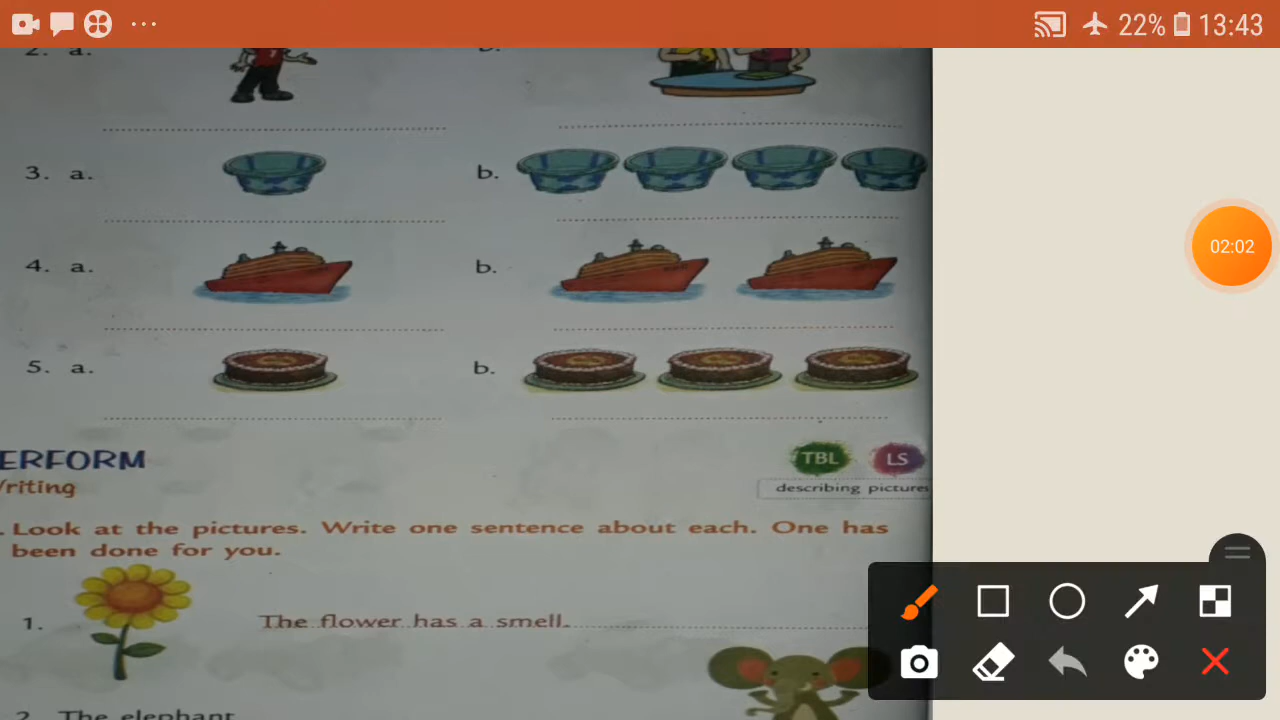 ... 22% 13:43
2. a. b.
3. a. b.
02:02
4. a. b.
5. a. b.
ERFORM
TBL LS
riting
describing pictures
. Look at the pictures. Write one sentence about each. One has
been done for you.
1. The flower has a smell.
2. The elephant